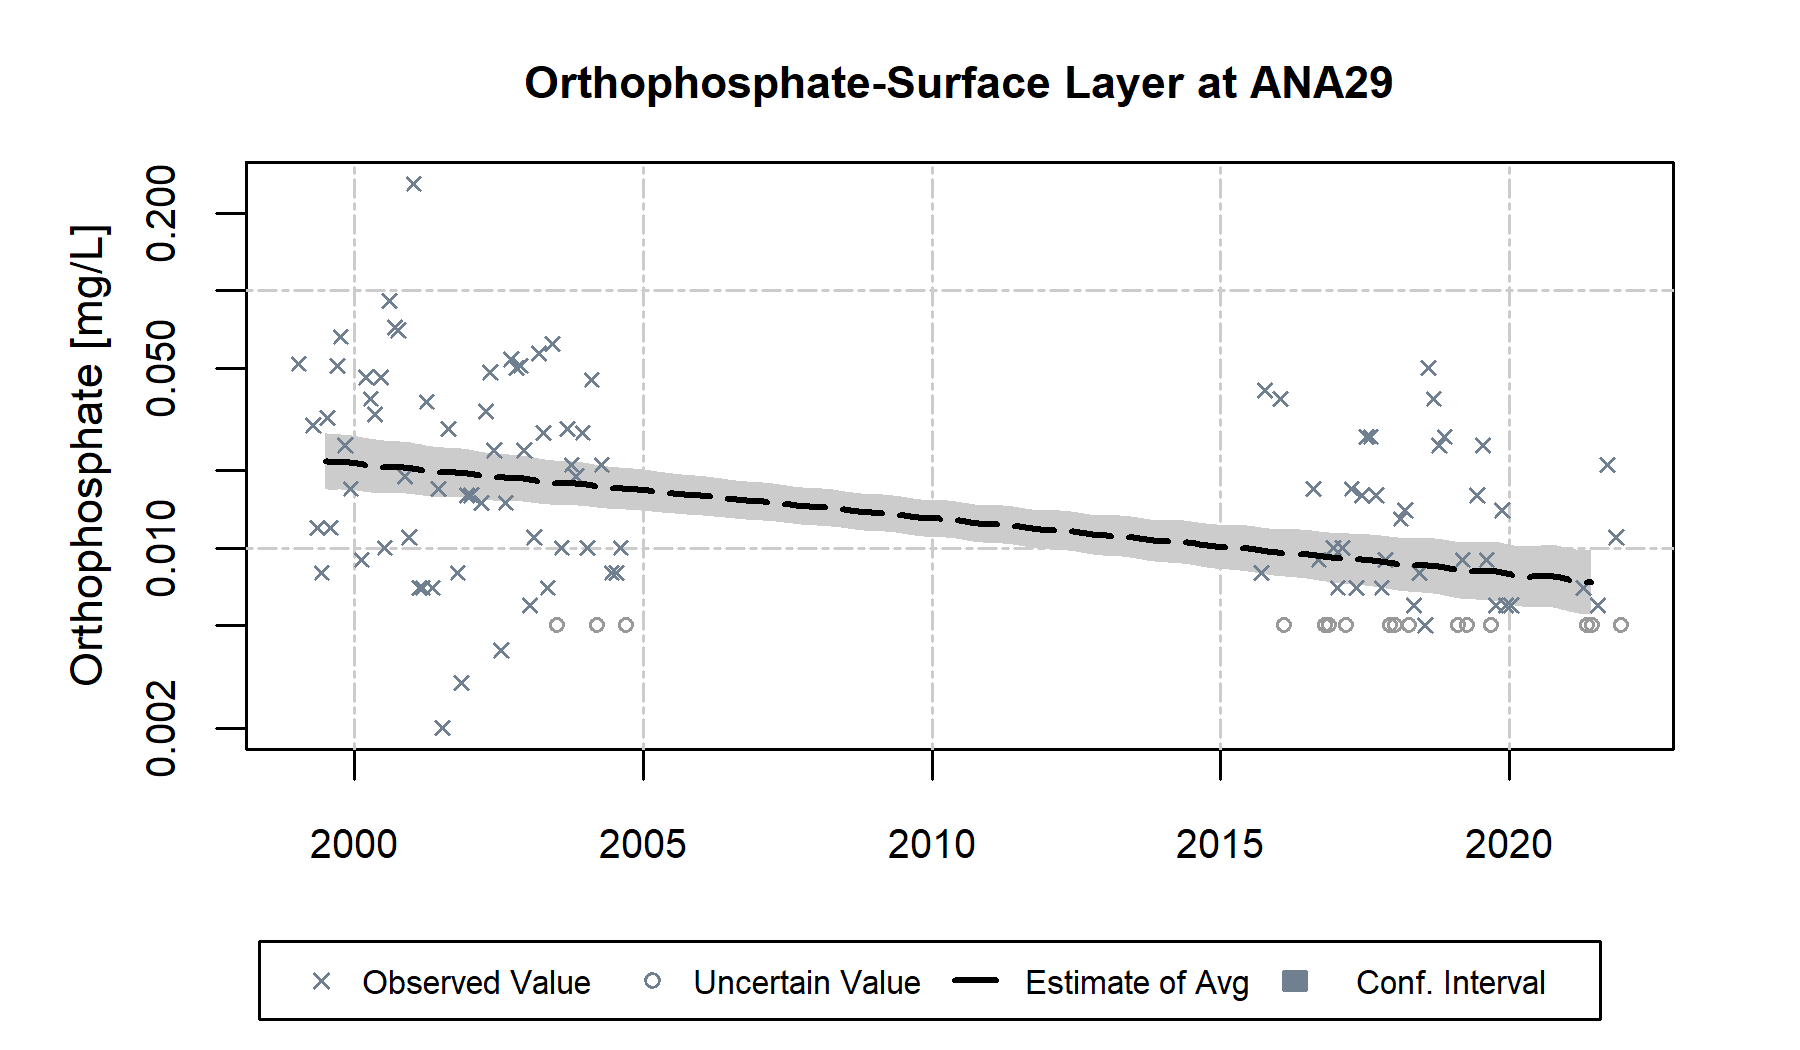 Orthophosphate-Surface Layer at ANA29
Orthophosphate [mg/L]
0.200
0.050
0.010
0.002
2000 2005 2010 2015 2020
Observed Value Uncertain Value Estimate of Avg Conf. Interval